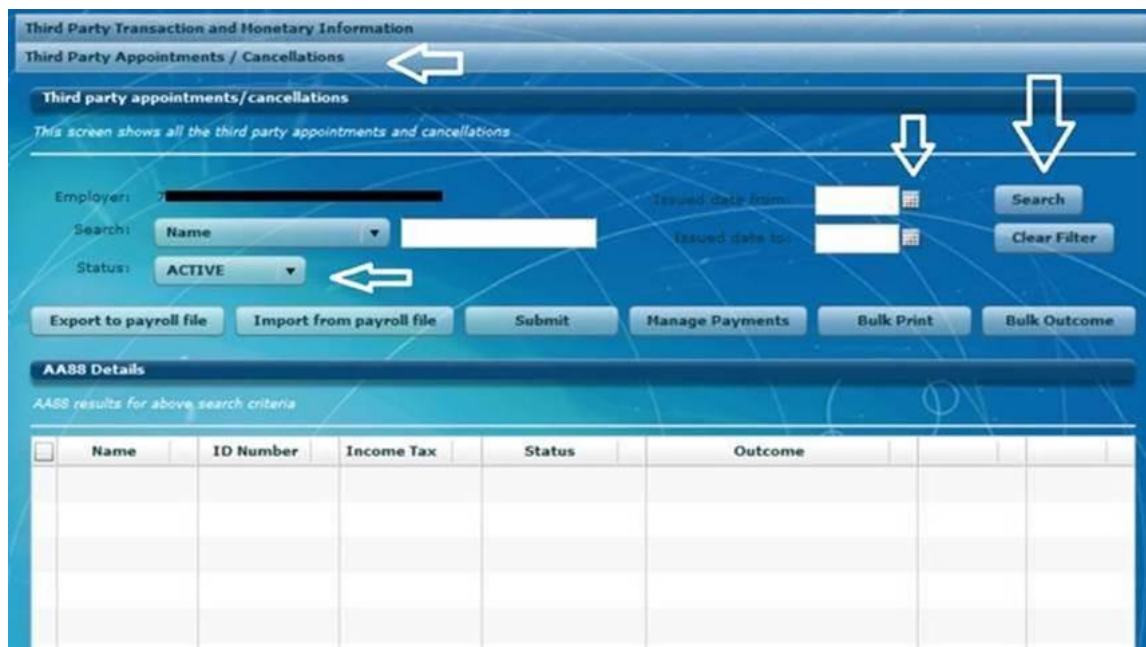 Third Party Transaction and Monetary Information
Third Party Appointments / Cancellations
Third party appointments/cancellations
This screen shows all the third party appointments and cancellations
Employer: 7
Issued date from:
Search
Search: Name
Issued date to:
Clear Filter
Status: ACTIVE
Export to payroll file Import from payroll file Submit Manage Payments Bulk Print Bulk Outcome
AA88 Details
AA88 results for above search criteria
Name ID Number Income Tax Status Outcome